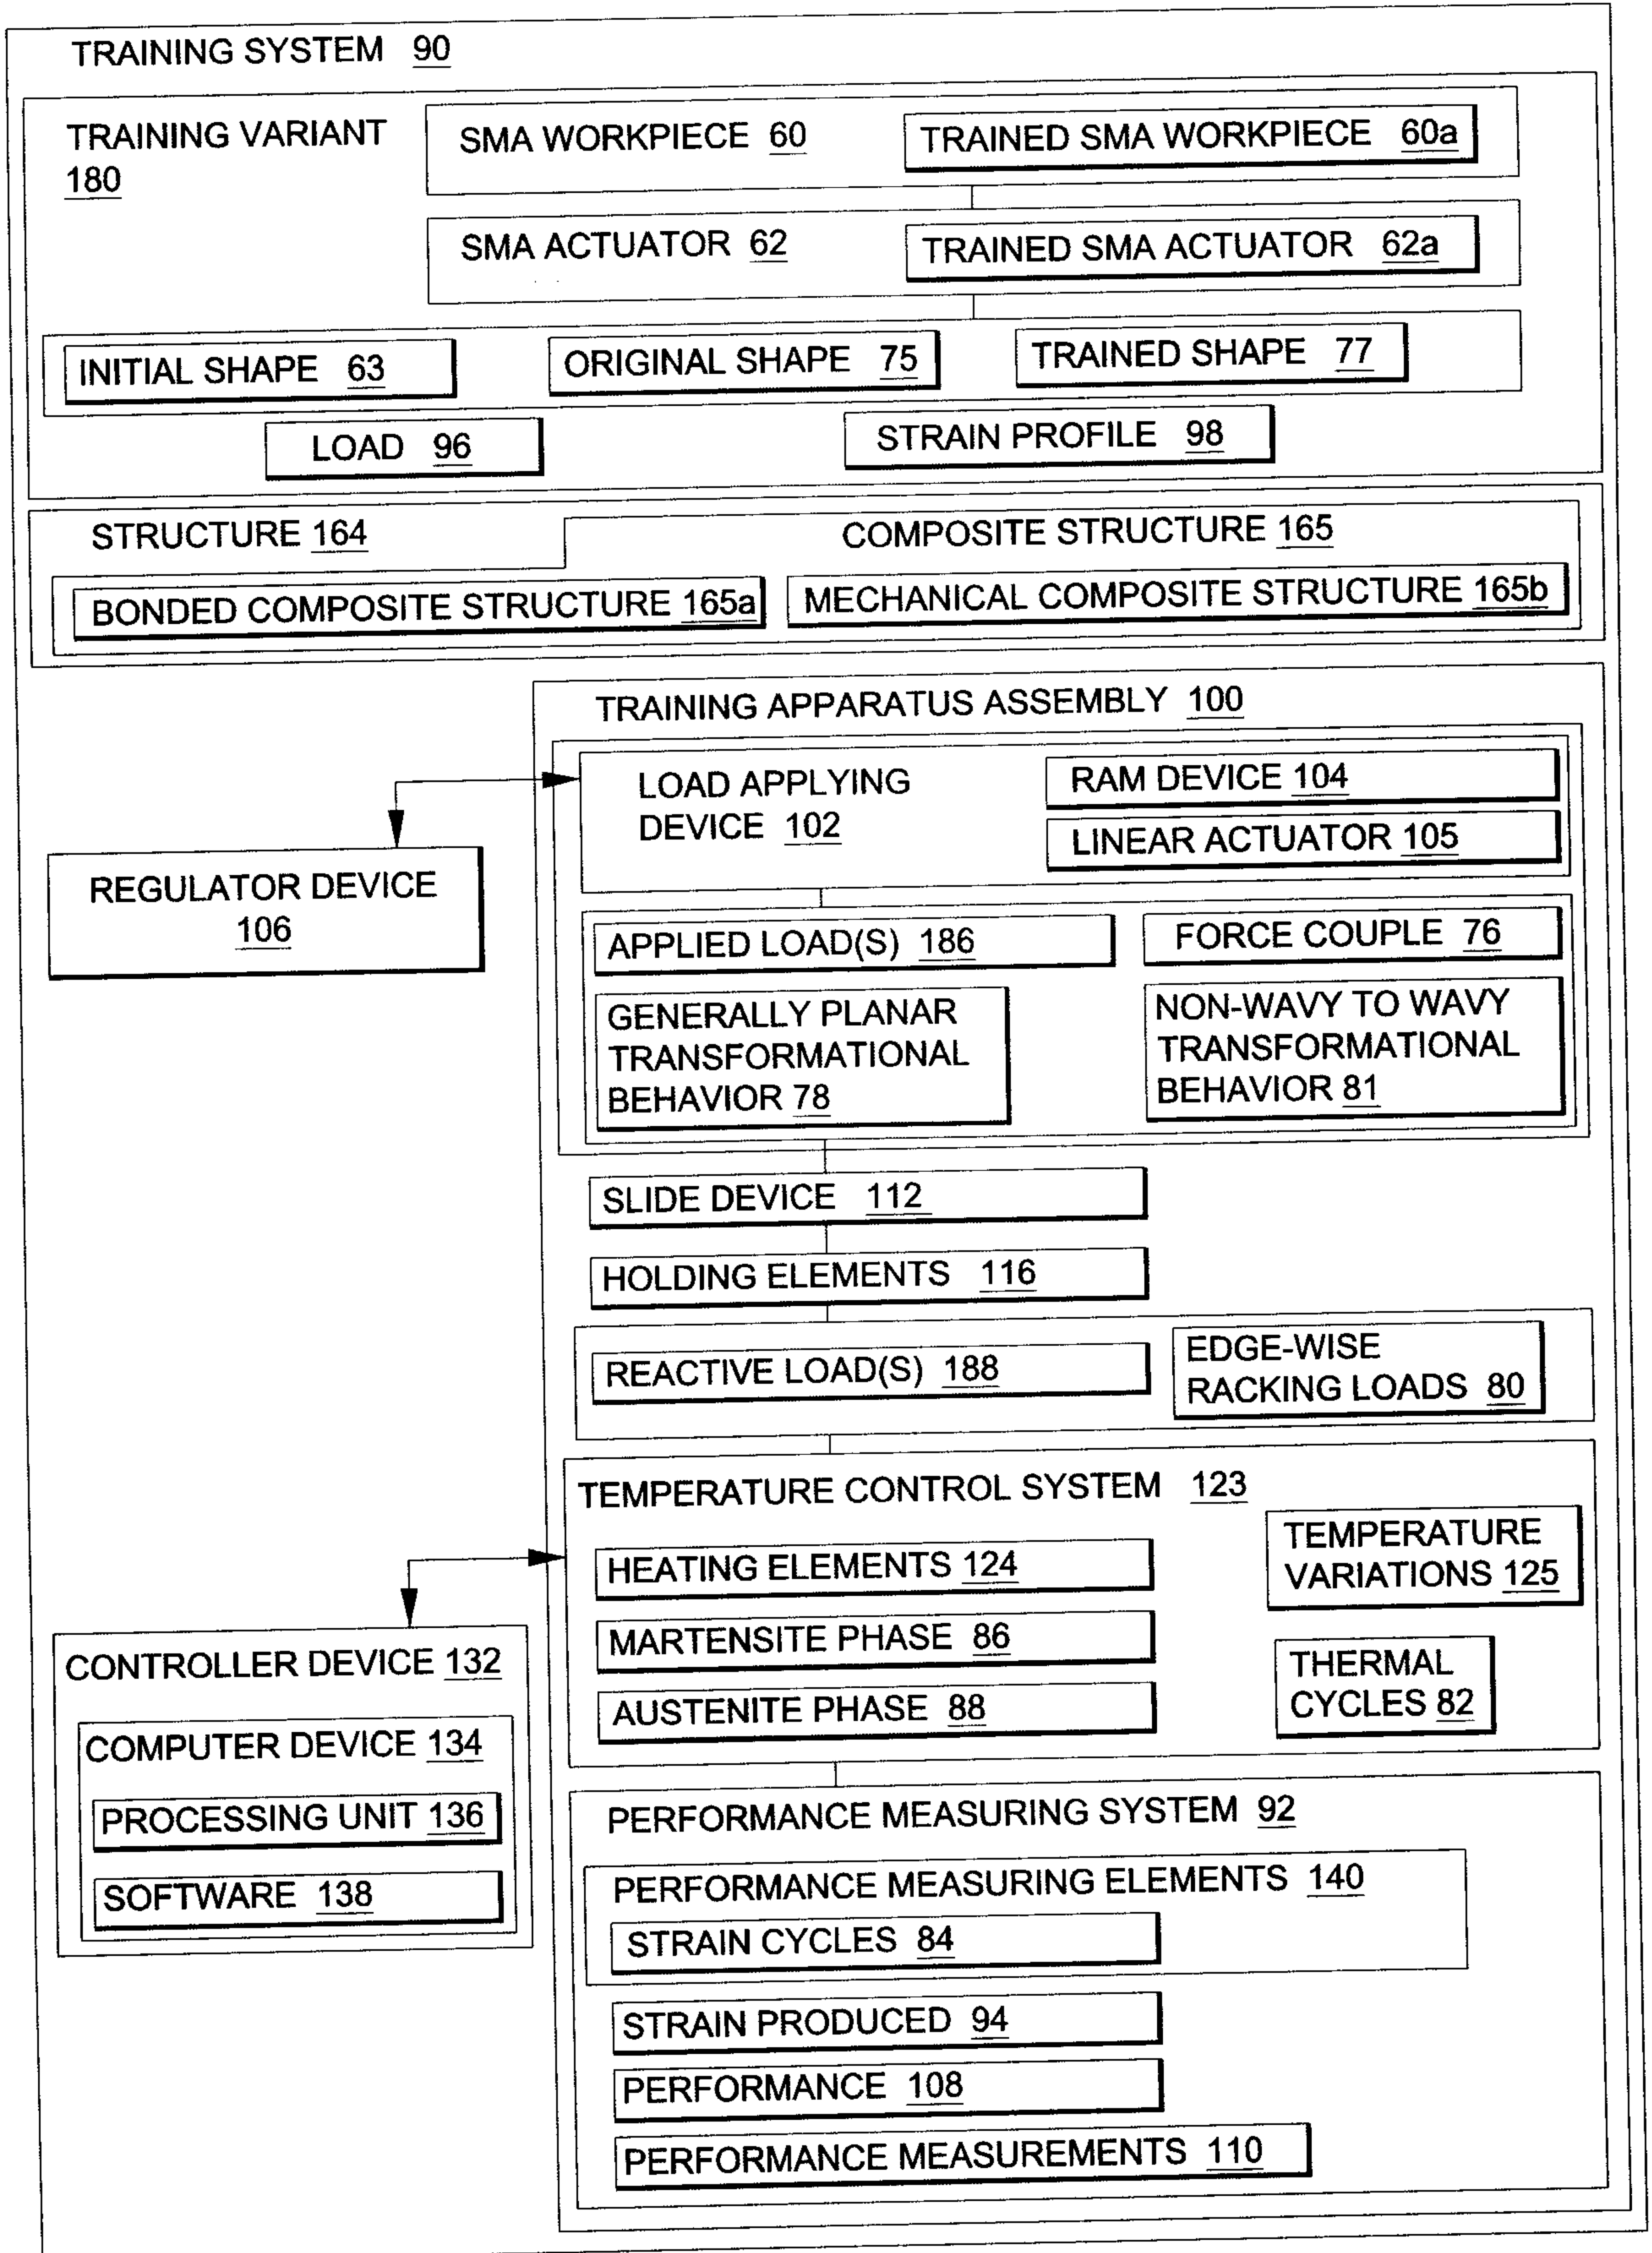 TRAINING SYSTEM 90
TRAINING VARIANT
180
SMA WORKPIECE 60
TRAINED SMA WORKPIECE 60a
SMA ACTUATOR 62
TRAINED SMA ACTUATOR 62a
INITIAL SHAPE 63
ORIGINAL SHAPE 75
TRAINED SHAPE 77
LOAD 96
STRAIN PROFILE 98
STRUCTURE 164
COMPOSITE STRUCTURE 165
BONDED COMPOSITE STRUCTURE 165a
MECHANICAL COMPOSITE STRUCTURE 165b
TRAINING APPARATUS ASSEMBLY 100
LOAD APPLYING
DEVICE 102
RAM DEVICE 104
LINEAR ACTUATOR 105
REGULATOR DEVICE
106
APPLIED LOAD(S) 186
FORCE COUPLE 76
GENERALLY PLANAR
TRANSFORMATIONAL
BEHAVIOR 78
NON-WAVY TO WAVY
TRANSFORMATIONAL
BEHAVIOR 81
SLIDE DEVICE 112
HOLDING ELEMENTS 116
REACTIVE LOAD(S) 188
EDGE-WISE
RACKING LOADS 80
TEMPERATURE CONTROL SYSTEM 123
HEATING ELEMENTS 124
TEMPERATURE
VARIATIONS 125
MARTENSITE PHASE 86
AUSTENITE PHASE 88
THERMAL
CYCLES 82
CONTROLLER DEVICE 132
COMPUTER DEVICE 134
PROCESSING UNIT 136
SOFTWARE 138
PERFORMANCE MEASURING SYSTEM 92
PERFORMANCE MEASURING ELEMENTS 140
STRAIN CYCLES 84
STRAIN PRODUCED 94
PERFORMANCE 108
PERFORMANCE MEASUREMENTS 110